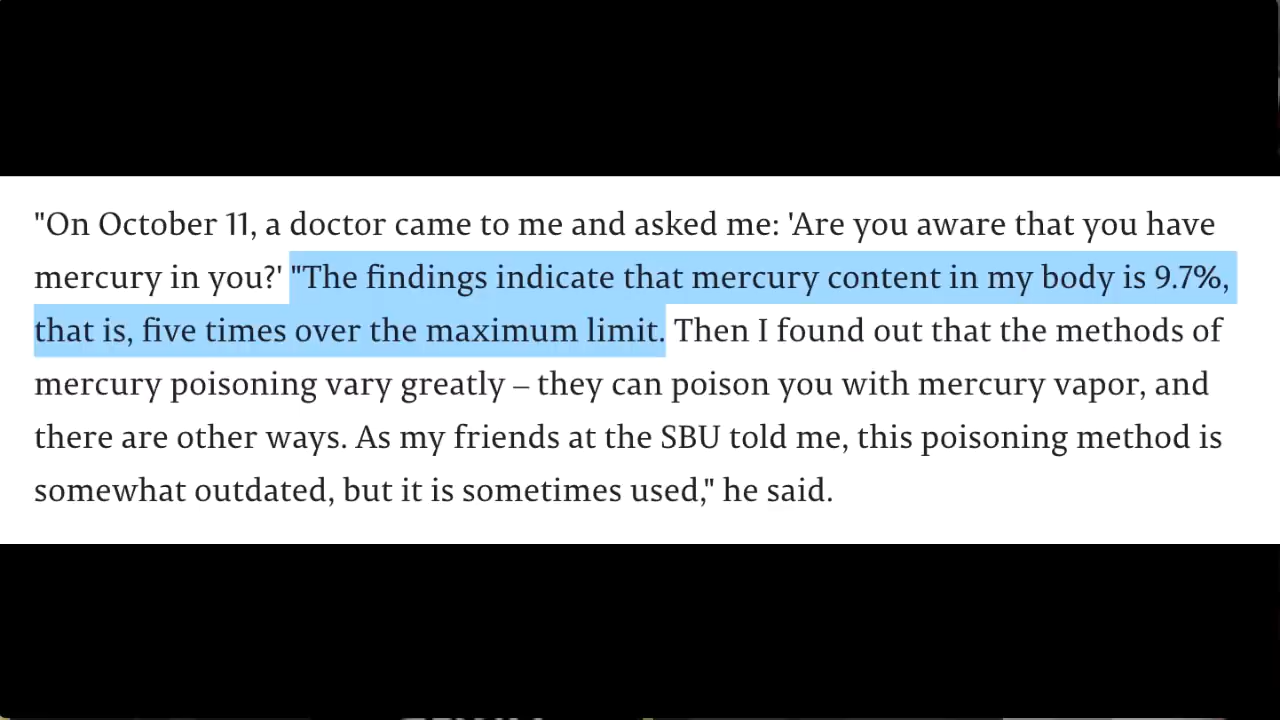 "On October 11, a doctor came to me and asked me: 'Are you aware that you have
mercury in you?' "The findings indicate that mercury content in my body is 9.7%,
that is, five times over the maximum limit. Then I found out that the methods of
mercury poisoning vary greatly – they can poison you with mercury vapor, and
there are other ways. As my friends at the SBU told me, this poisoning method is
somewhat outdated, but it is sometimes used," he said.